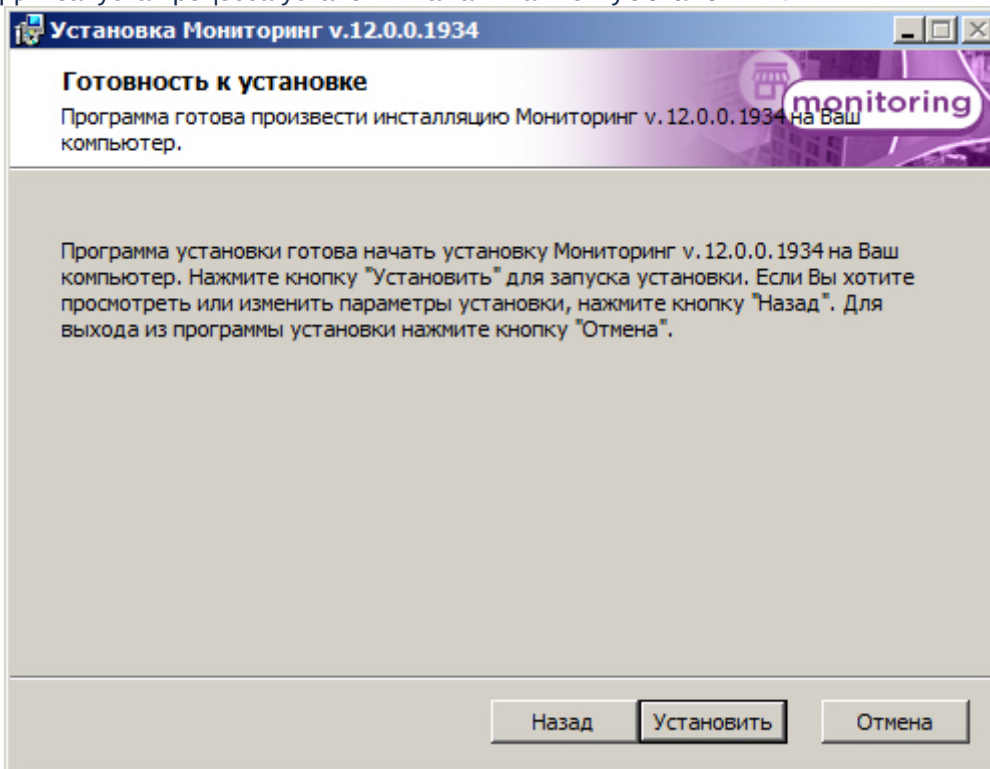 Установка Мониторинг v.12.0.0.1934
Готовность к установке
monitoring
Программа готова произвести инсталляцию Мониторинг v.12.0.0.1934 на Ваш
компьютер.
Программа установки готова начать установку Мониторинг v.12.0.0.1934 на Ваш
компьютер. Нажмите кнопку "Установить" для запуска установки. Если Вы хотите
просмотреть или изменить параметры установки, нажмите кнопку "Назад". Для
выхода из программы установки нажмите кнопку "Отмена".
Назад Установить Отмена